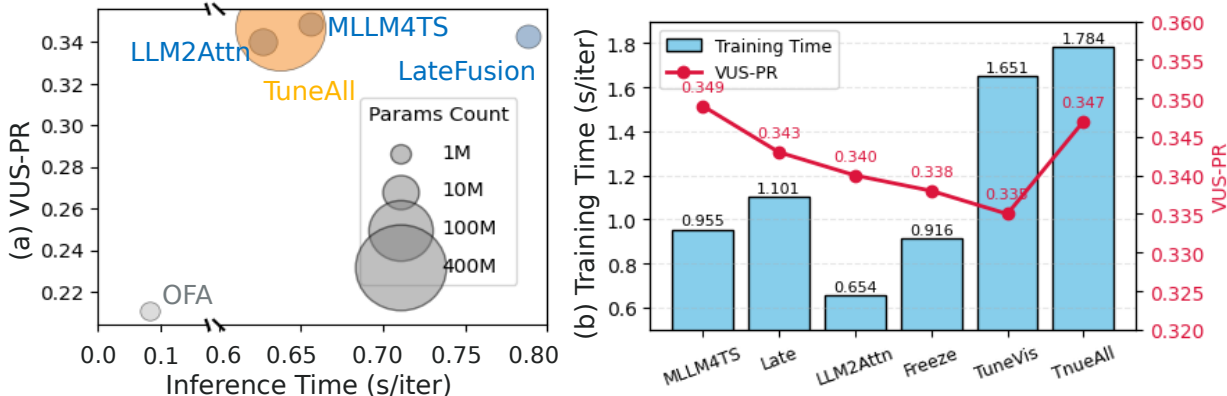 (a) VUS-PR
0.34
0.32
0.30
0.28
0.26
0.24
0.22
MLLM4TS
LLM2Attn
LateFusion
TuneAll
Params Count
1M
10M
100M
400M
OFA
0.0
0.1
0.6
0.65
0.70
0.75
0.80
Inference Time (s/iter)
(b) Training Time (s/iter)
1.8
1.6
1.4
1.2
1.0
0.8
0.6
Training Time
VUS-PR
0.349
0.343
0.340
0.338
0.335
0.347
0.955
1.101
0.654
0.916
1.651
1.784
MLLM4TS
Late
LLM2Attn
Freeze
TuneVis
TnueAll
0.360
0.355
0.350
0.345
0.340
0.335
0.330
0.325
0.320
VUS-PR